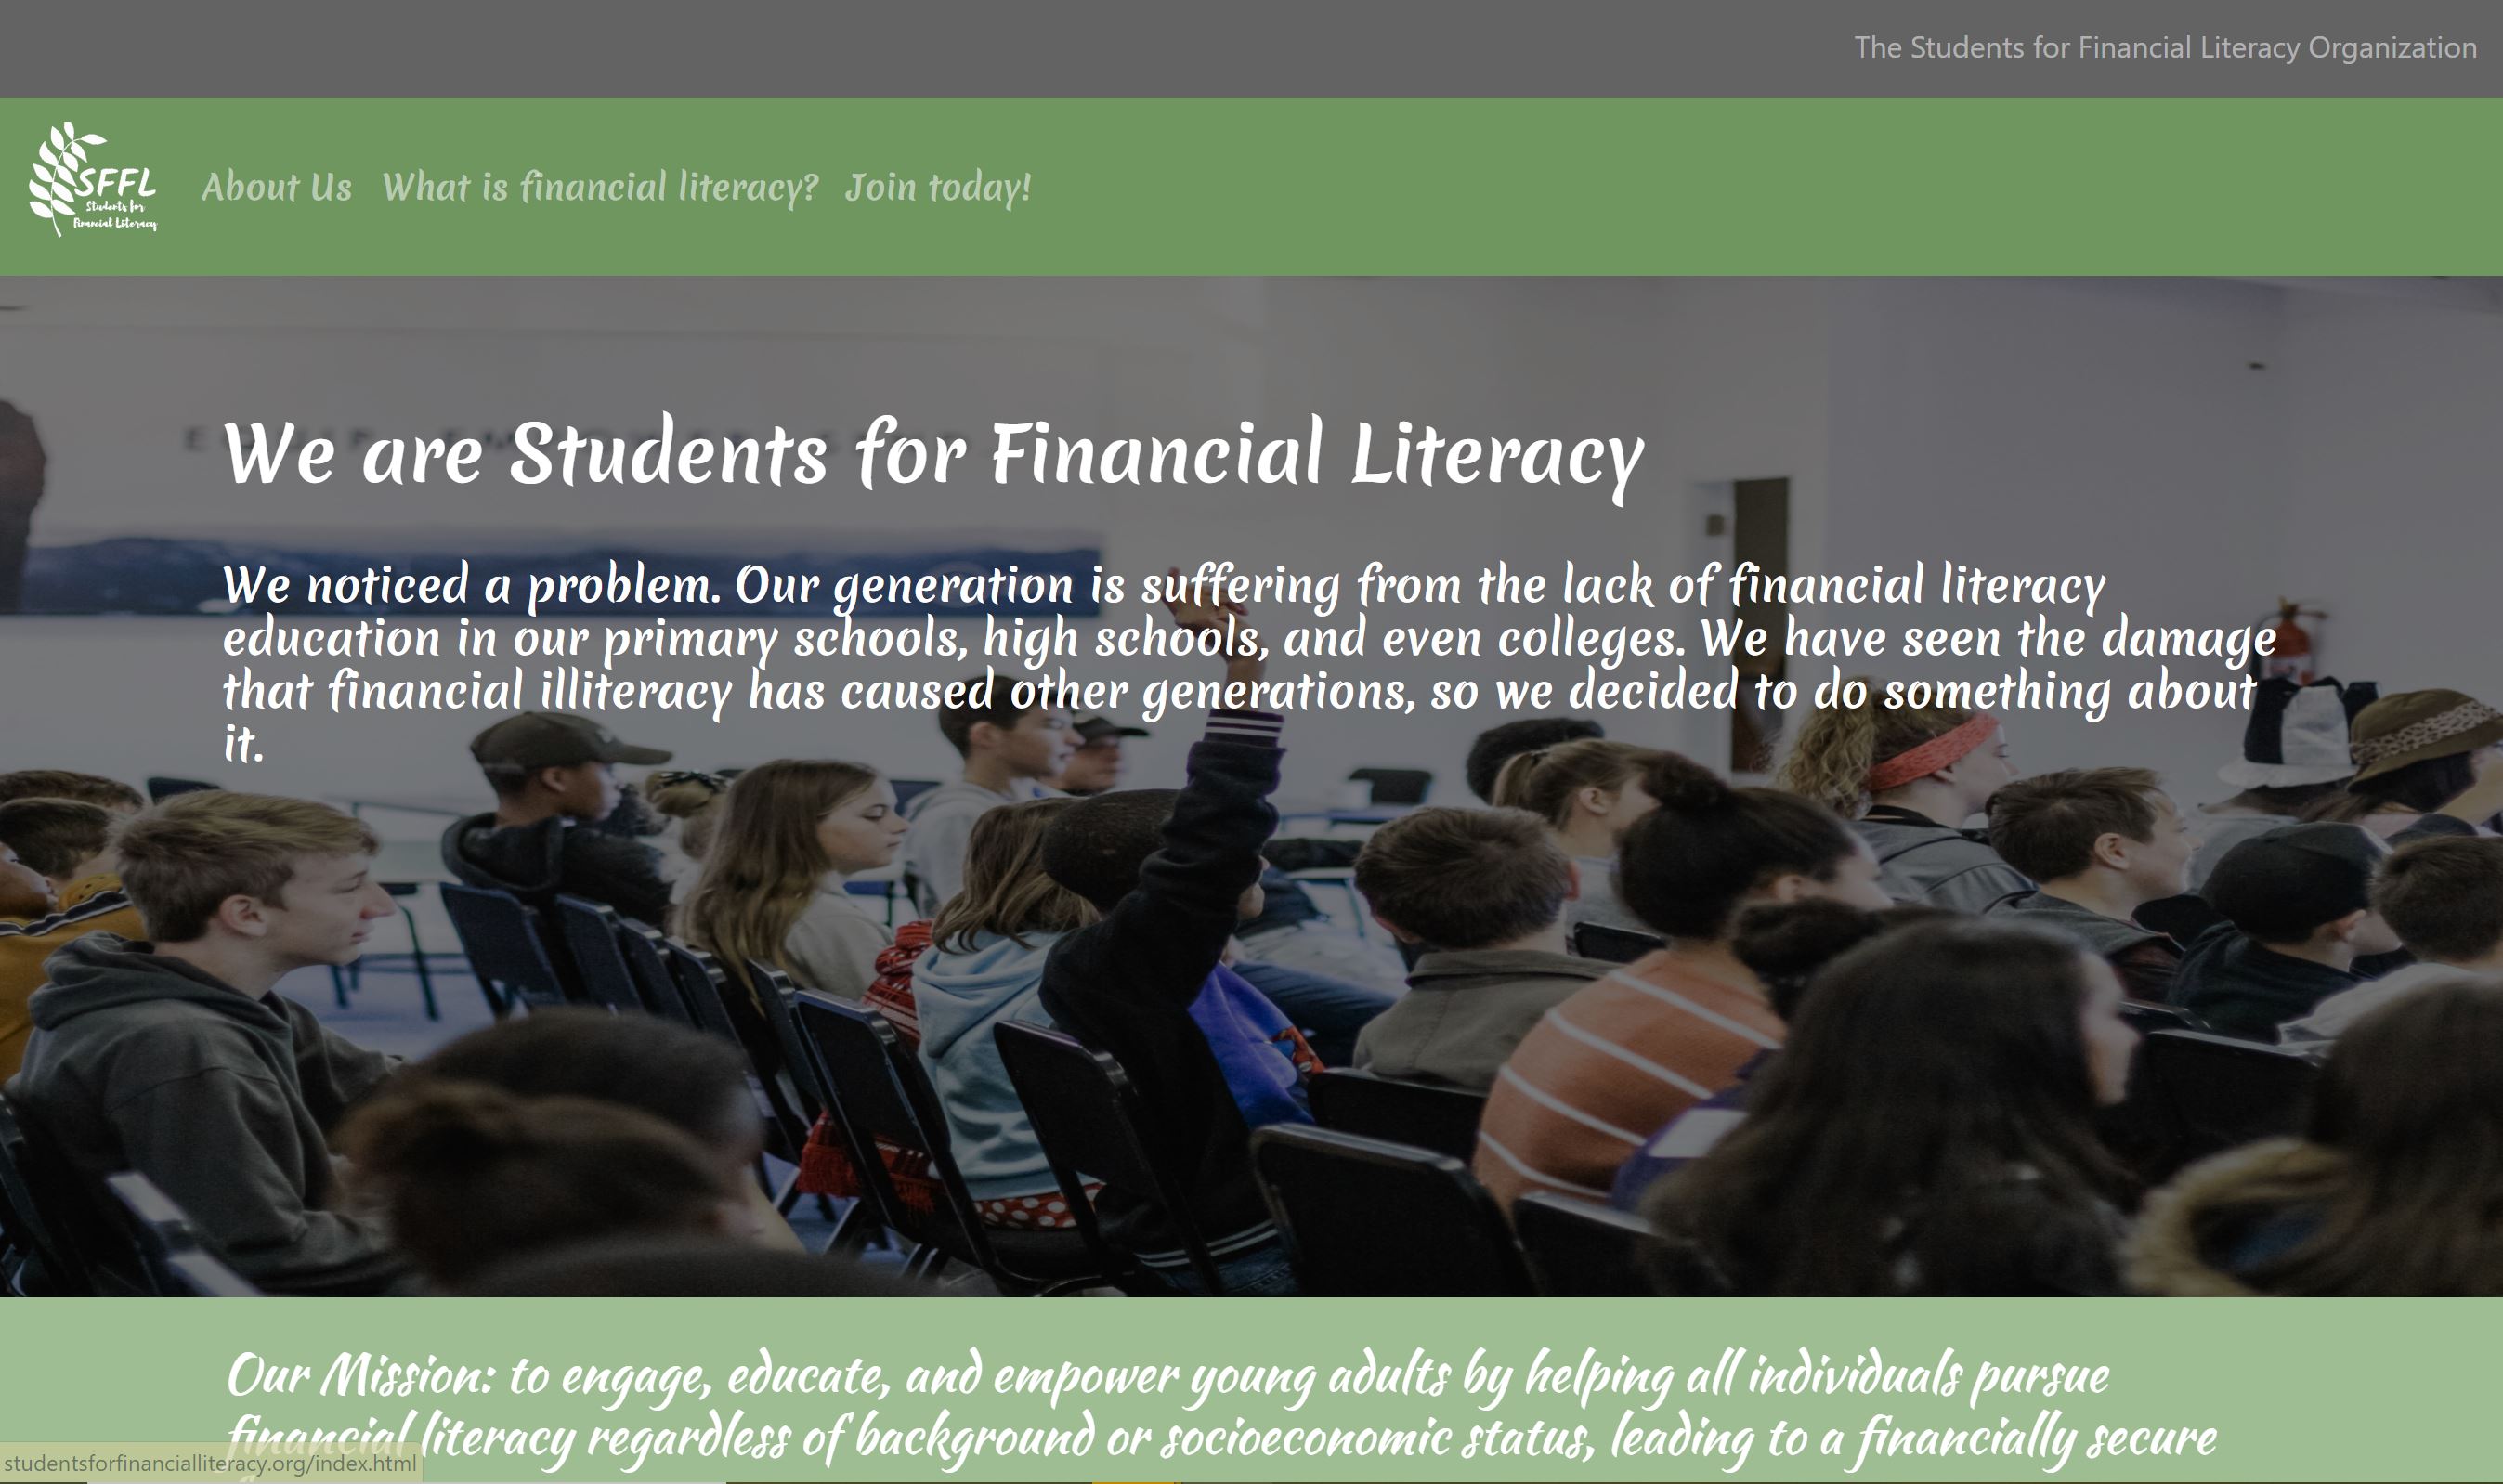 The Students for Financial Literacy Organization
SFFL
Students for
Financial Literacy
About Us What is financial literacy? Join today!
We are Students for Financial Literacy
We noticed a problem. Our generation is suffering from the lack of financial literacy
education in our primary schools, high schools, and even colleges. We have seen the damage
that financial illiteracy has caused other generations, so we decided to do something about
it.
Our Mission: to engage, educate, and empower young adults by helping all individuals pursue
financial literacy regardless of background or socioeconomic status, leading to a financially secure
studentsforfinancialliteracy.org/index.html